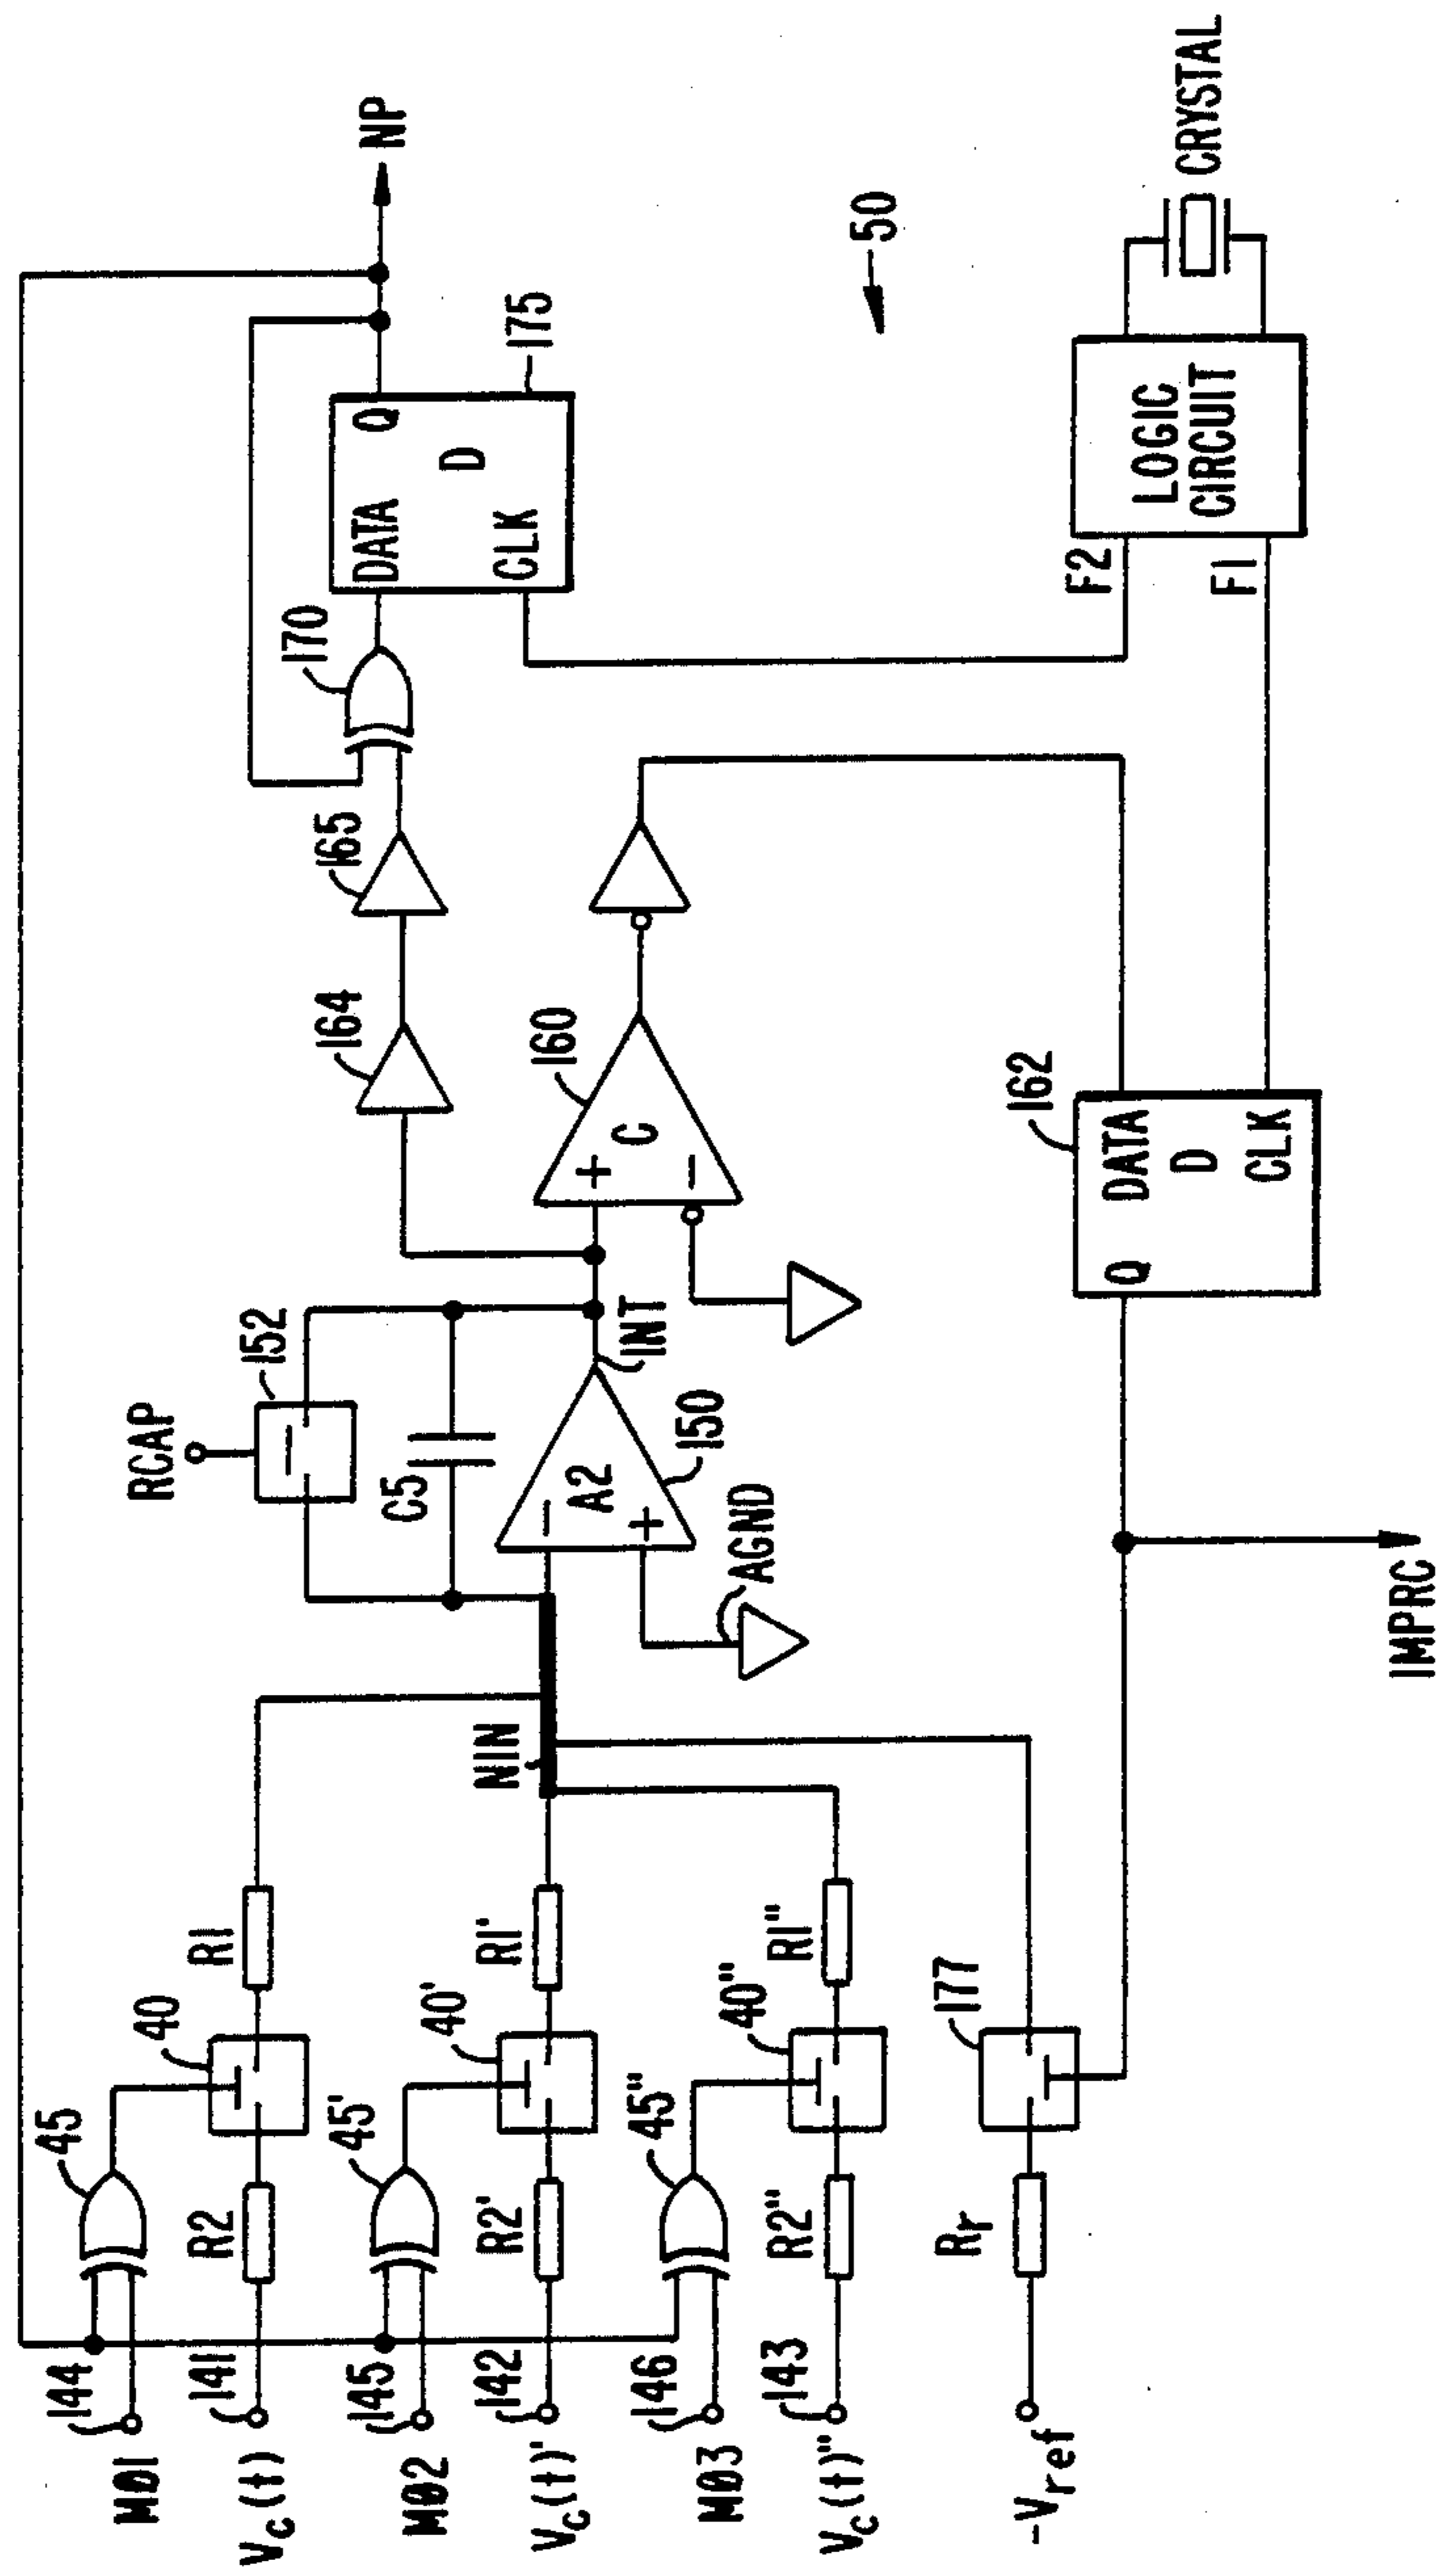 NP
175
Q
DATA
D
CLK
170
165
164
50
CRYSTAL
LOGIC
CIRCUIT
F2
F1
160
+
C
−
162
DATA
D
CLK
Q
IMPRC
RCAP
152
C5
INT
−
A2
+
150
AGND
NIN
R1
R1'
R1"
40
40'
40"
177
45
45'
45"
R2
R2'
R2"
Rr
144
141
145
142
146
143
MØ1
Vc(t)
MØ2
Vc(t)'
MØ3
Vc(t)"
-Vref